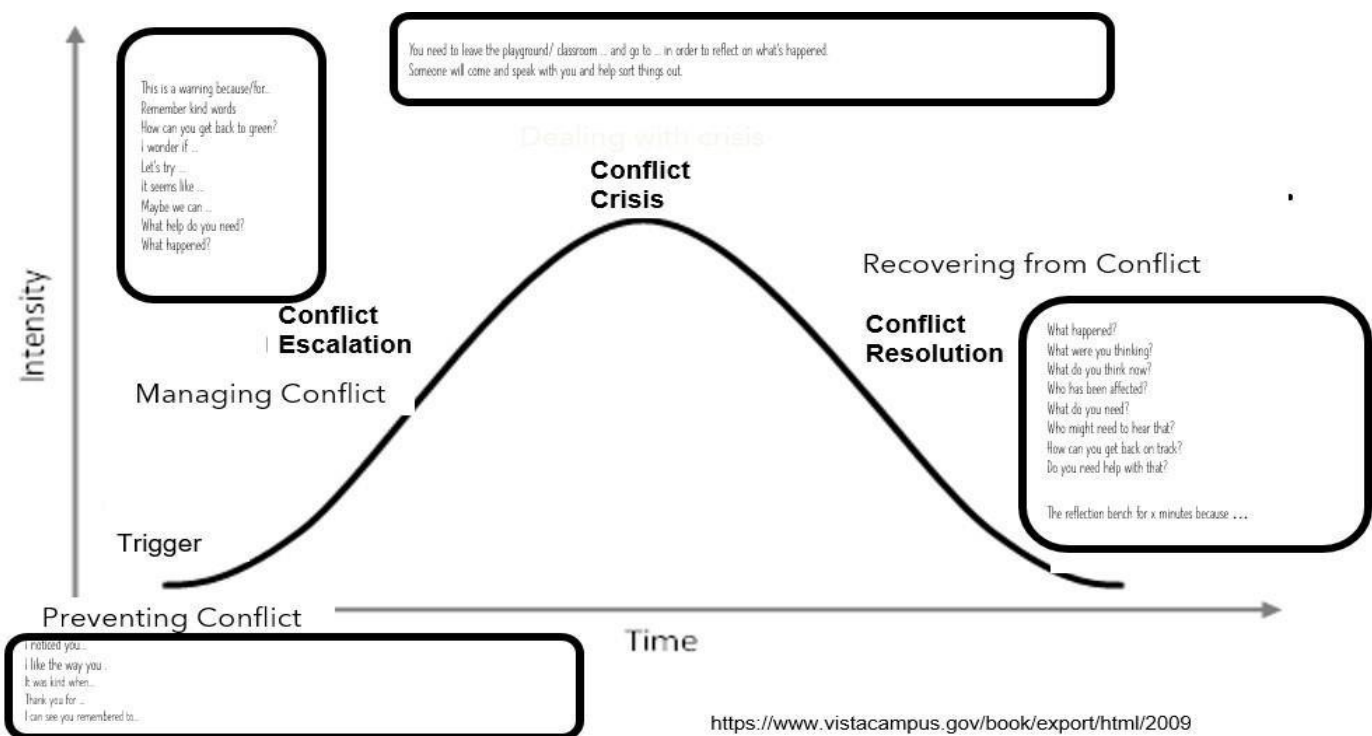 You need to leave the playground/ classroom ... and go to ... in order to reflect on what's happened.
Someone will come and speak with you and help sort things out.
This is a warning because/for...
Remember kind words
How can you get back to green?
I wonder if ...
Let's try ...
it seems like ...
Maybe we can ...
What help do you need?
What happened?
Dealing with crisis
Conflict
Crisis
Intensity
Conflict
Escalation
Managing Conflict
Recovering from Conflict
Conflict
Resolution
What happened?
What were you thinking?
What do you think now?
Who has been affected?
What do you need?
Who might need to hear that?
How can you get back on track?
Do you need help with that?
The reflection bench for x minutes because ...
Trigger
Preventing Conflict
Time
I noticed you...
i like the way you .
It was kind when...
Thank you for ...
I can see you remembered to...
https://www.vistacampus.gov/book/export/html/2009